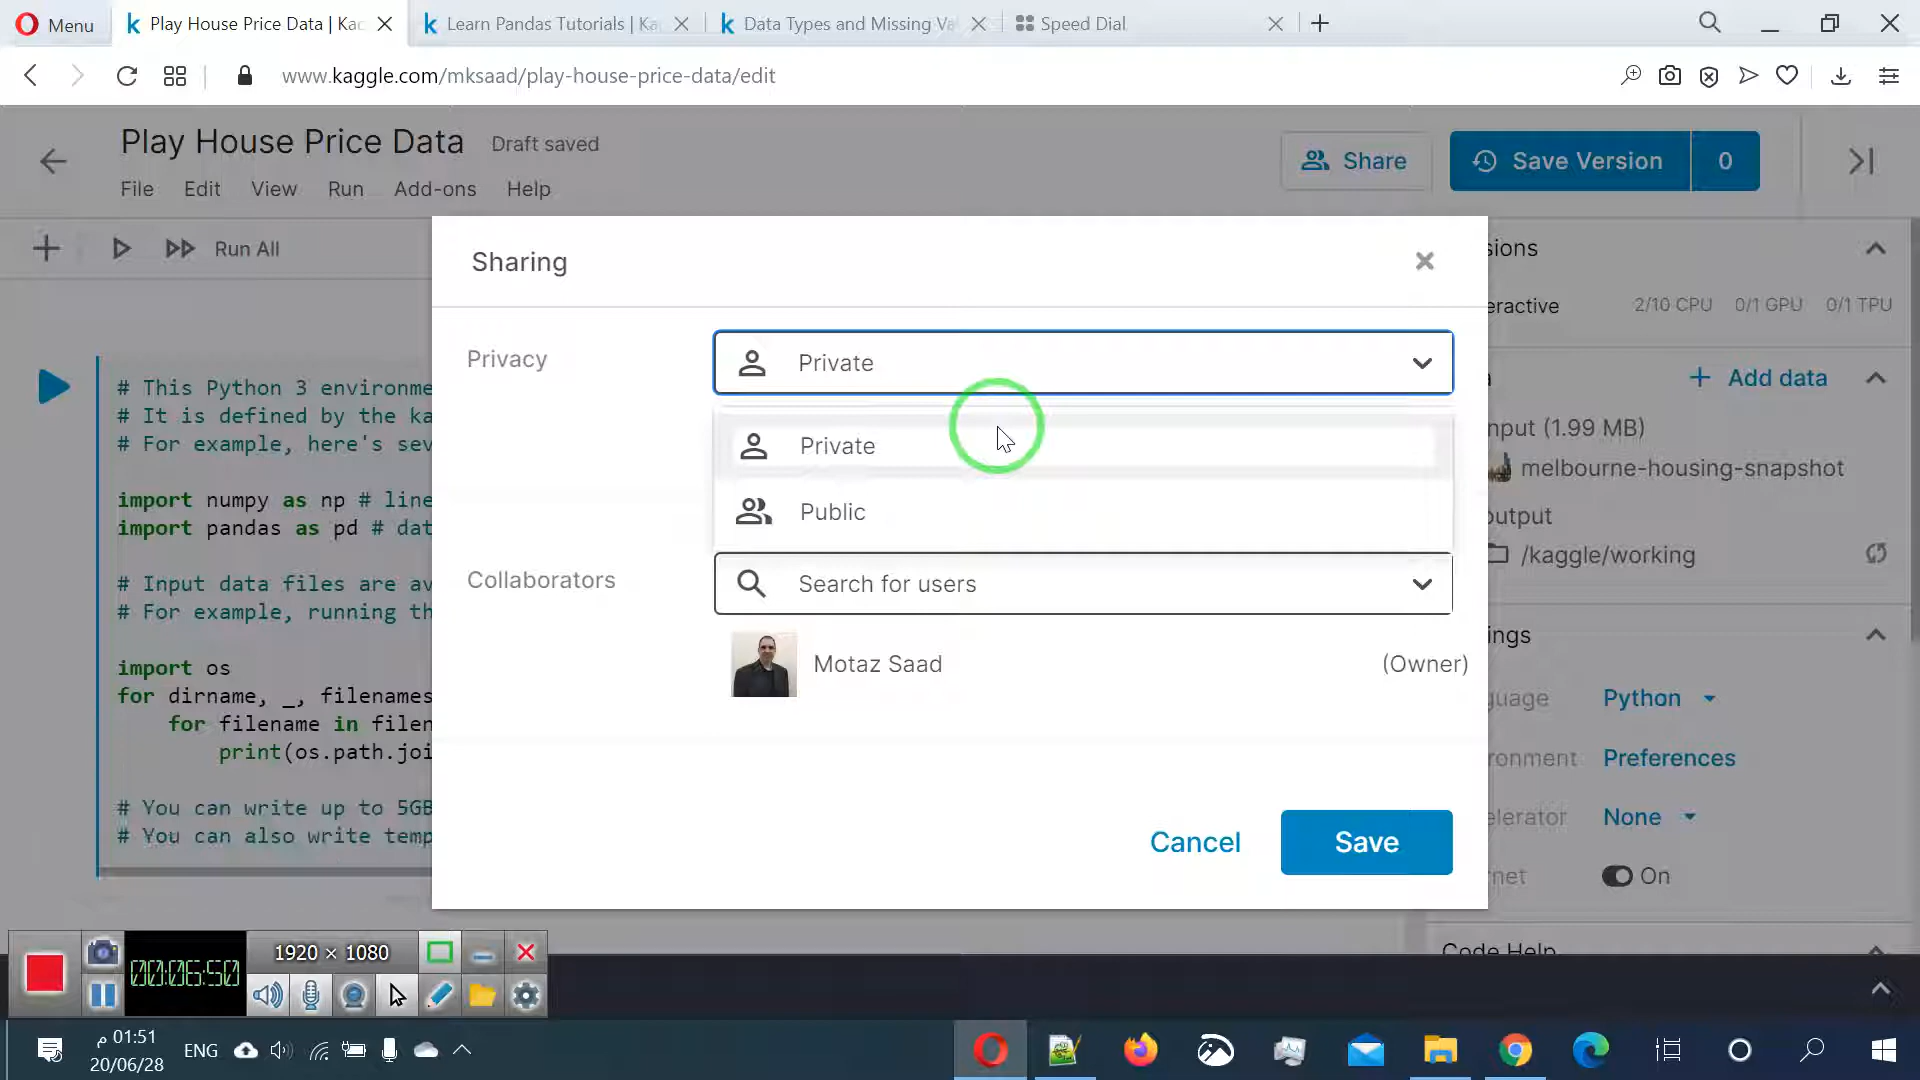 Menu
Play House Price Data | Kac
Learn Pandas Tutorials | Ka
Data Types and Missing Va
Speed Dial
www.kaggle.com/mksaad/play-house-price-data/edit
Play House Price Data
Draft saved
Share
Save Version
0
File
Edit
View
Run
Add-ons
Help
Run All
Sharing
sions
eractive
2/10 CPU
0/1 GPU
0/1 TPU
Privacy
Private
Private
Public
Add data
# This Python 3 environme
# It is defined by the ka
# For example, here's sev
nput (1.99 MB)
melbourne-housing-snapshot
output
/kaggle/working
import numpy as np # line
import pandas as pd # dat
Collaborators
Search for users
# Input data files are av
# For example, running th
Motaz Saad
(Owner)
import os
for dirname, _, filenames
for filename in filen
print(os.path.joi
ings
guage
Python
ronment
Preferences
elerator
None
rnet
On
# You can write up to 5GB
# You can also write temp
Cancel
Save
Code Help
1920 × 1080
00:06:50
01:51 م
20/06/28
ENG